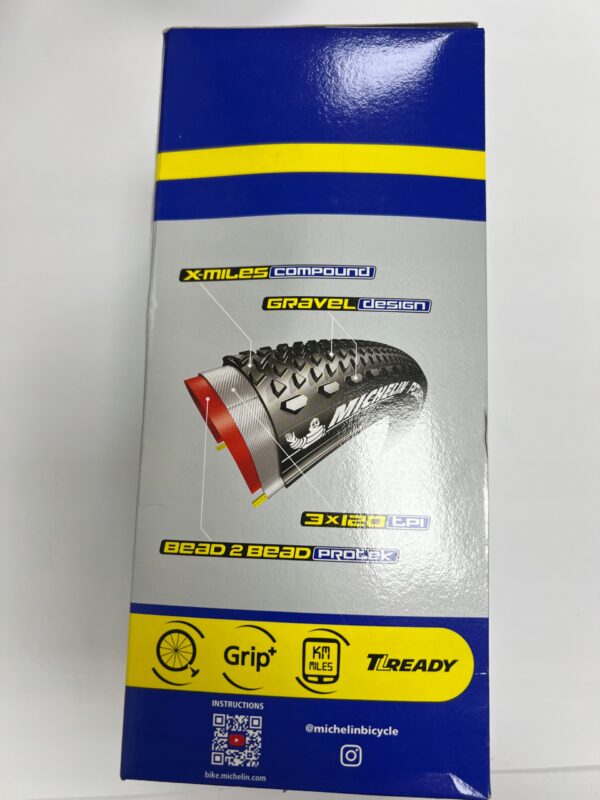 X-MILES COMPOUND
GRAVEL DESIGN
MICHELIN
3x120 tPI
BEAD 2 BEAD PROTEK
Grip+
KM
MILES
TLREADY
INSTRUCTIONS
@michelinbicycle
bike.michelin.com